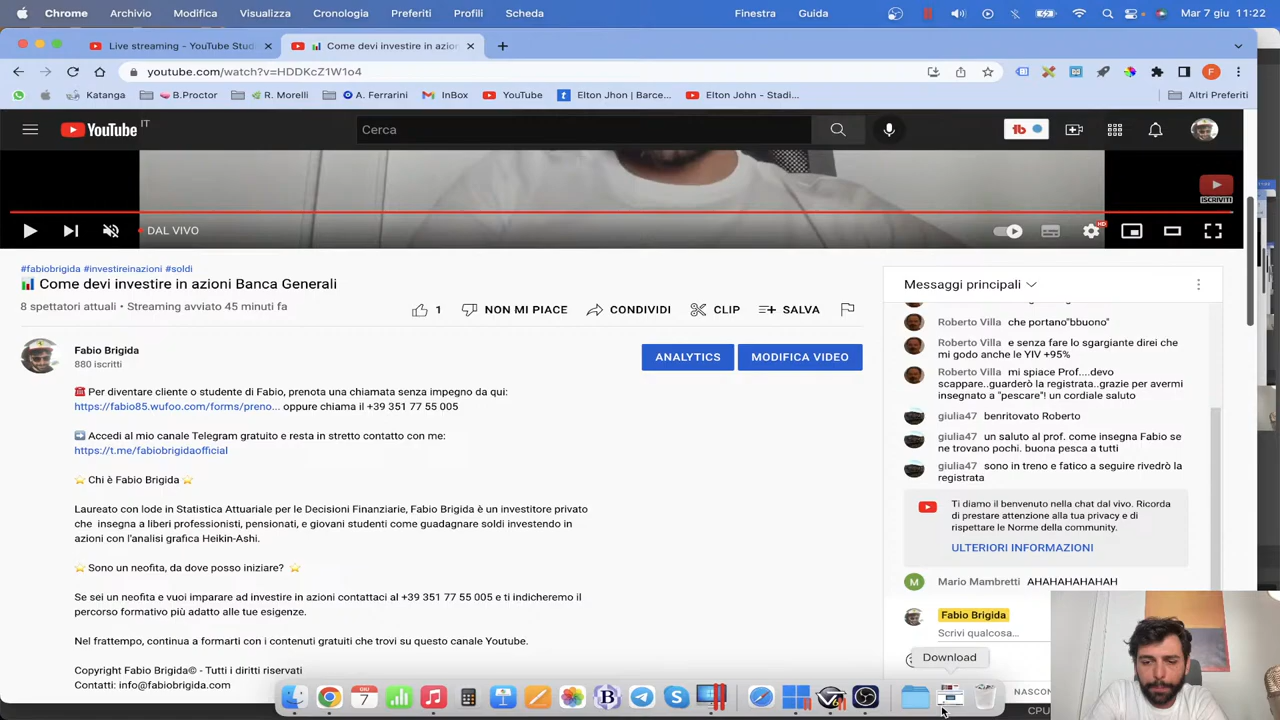 Chrome Archivio Modifica Visualizza Cronologia Preferiti Profili Scheda Finestra Guida Mar 7 giu 11:22
Live streaming - YouTube Stud
Come devi investire in azio
youtube.com/watch?v=HDDKcZ1W1o4
Katanga B.Proctor R. Morelli A. Ferrarini InBox YouTube Elton Jhon | Barce... Elton John - Stadi... Altri Preferiti
YouTube IT
Cerca
ISCRIVITI
DAL VIVO
HD
#fabiobrigida #investireinazioni #soldi
Come devi investire in azioni Banca Generali
8 spettatori attuali • Streaming avviato 45 minuti fa
1 NON MI PIACE CONDIVIDI CLIP SALVA
Fabio Brigida
880 iscritti
ANALYTICS MODIFICA VIDEO
Per diventare cliente o studente di Fabio, prenota una chiamata senza impegno da qui:
https://fabio85.wufoo.com/forms/preno... oppure chiama il +39 351 77 55 005
Accedi al mio canale Telegram gratuito e resta in stretto contatto con me:
https://t.me/fabiobrigidaofficial
Chi è Fabio Brigida
Laureato con lode in Statistica Attuariale per le Decisioni Finanziarie, Fabio Brigida è un investitore privato
che insegna a liberi professionisti, pensionati, e giovani studenti come guadagnare soldi investendo in
azioni con l'analisi grafica Heikin-Ashi.
Sono un neofita, da dove posso iniziare?
Se sei un neofita e vuoi imparare ad investire in azioni contattaci al +39 351 77 55 005 e ti indicheremo il
percorso formativo più adatto alle tue esigenze.
Nel frattempo, continua a formarti con i contenuti gratuiti che trovi su questo canale Youtube.
Copyright Fabio Brigida© - Tutti i diritti riservati
Contatti: info@fabiobrigida.com
Messaggi principali
Roberto Villa che portano"bbuono"
Roberto Villa e senza fare lo sgargiante direi che
mi godo anche le YIV +95%
Roberto Villa mi spiace Prof....devo
scappare..guarderò la registrata..grazie per avermi
insegnato a "pescare"! un cordiale saluto
giulia47 benritovato Roberto
giulia47 un saluto al prof. come insegna Fabio se
ne trovano pochi. buona pesca a tutti
giulia47 sono in treno e fatico a seguire rivedrò la
registrata
Ti diamo il benvenuto nella chat dal vivo. Ricorda
di prestare attenzione alla tua privacy e di
rispettare le Norme della community.
ULTERIORI INFORMAZIONI
M Mario Mambretti AHAHAHAHAHAH
Fabio Brigida
Scrivi qualcosa...
Download
NASCON
CPU